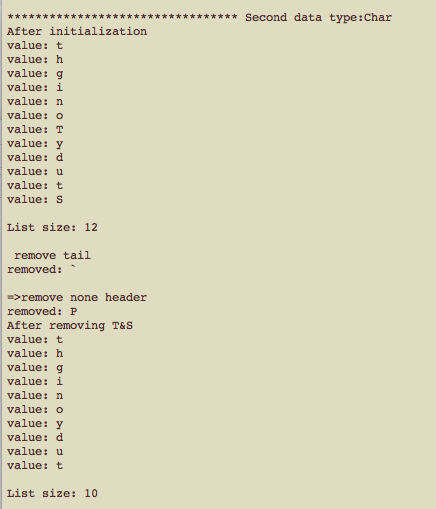 ********************************* Second data type:Char
After initialization
value: t
value: h
value: g
value: i
value: n
value: o
value: T
value: y
value: d
value: u
value: t
value: S
List size: 12
remove tail
removed: `
=>remove none header
removed: P
After removing T&S
value: t
value: h
value: g
value: i
value: n
value: o
value: y
value: d
value: u
value: t
List size: 10